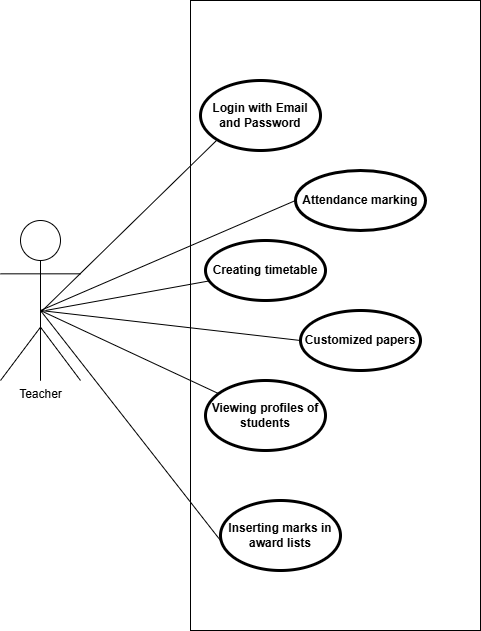 Login with Email
and Password
Attendance marking
Creating timetable
Customized papers
Teacher
Viewing profiles of
students
Inserting marks in
award lists